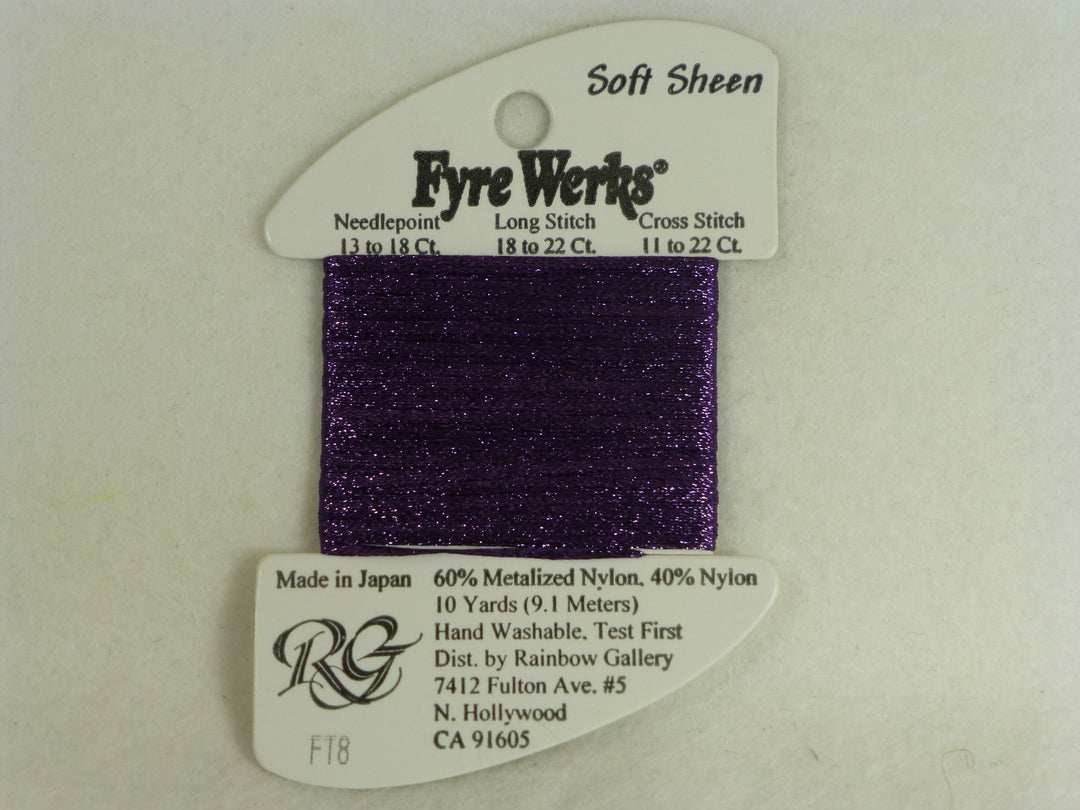 Soft Sheen
Fyre Werks®
Needlepoint Long Stitch Cross Stitch
13 to 18 Ct. 18 to 22 Ct. 11 to 22 Ct.
Made in Japan 60% Metalized Nylon, 40% Nylon
10 Yards (9.1 Meters)
Hand Washable, Test First
Dist. by Rainbow Gallery
7412 Fulton Ave. #5
N. Hollywood
CA 91605
RG
FT8